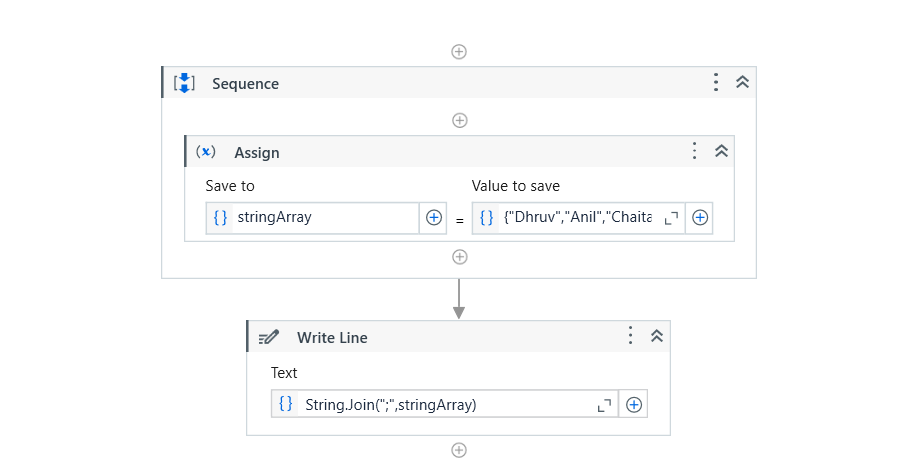 Sequence
(x) Assign
Save to Value to save
{} stringArray = {} {"Dhruv","Anil","Chaita
Write Line
Text
{} String.Join(";",stringArray)